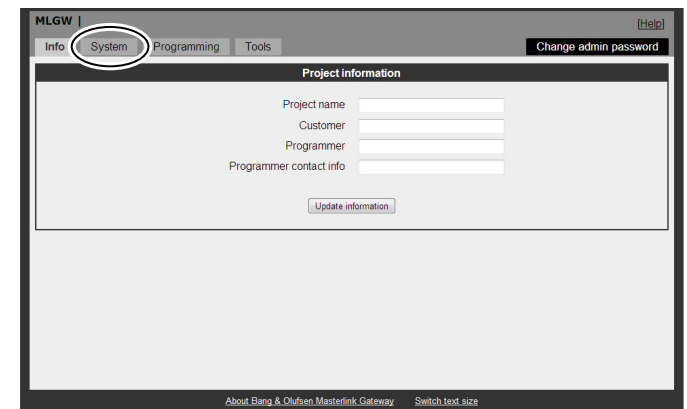 MLGW | [Help]
Info System Programming Tools Change admin password
Project information
Project name
Customer
Programmer
Programmer contact info
Update information
About Bang & Olufsen Masterlink Gateway Switch text size